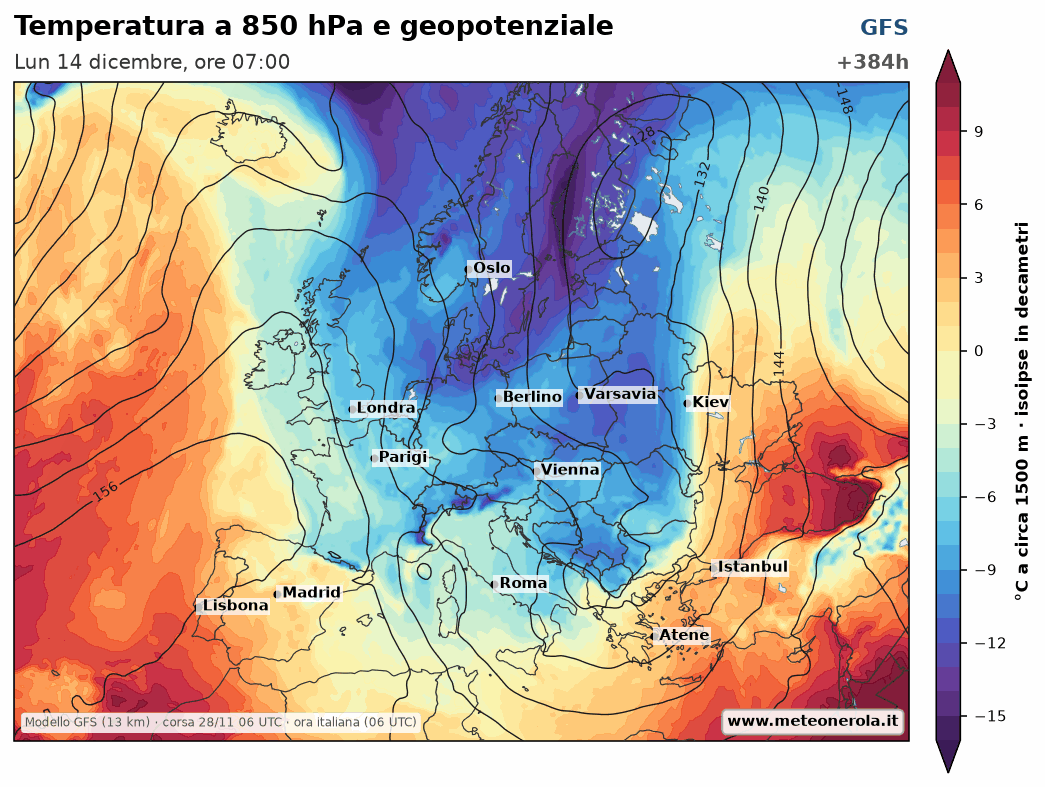 Temperatura a 850 hPa e geopotenziale
GFS
Lun 14 dicembre, ore 07:00
+384h
148
128
132
140
144
156
Oslo
Londra
Berlino
Varsavia
Kiev
Parigi
Vienna
Istanbul
Roma
Madrid
Lisbona
Atene
9
6
3
0
−3
−6
−9
−12
−15
°C a circa 1500 m · isoipse in decametri
Modello GFS (13 km) · corsa 28/11 06 UTC · ora italiana (06 UTC)
www.meteonerola.it